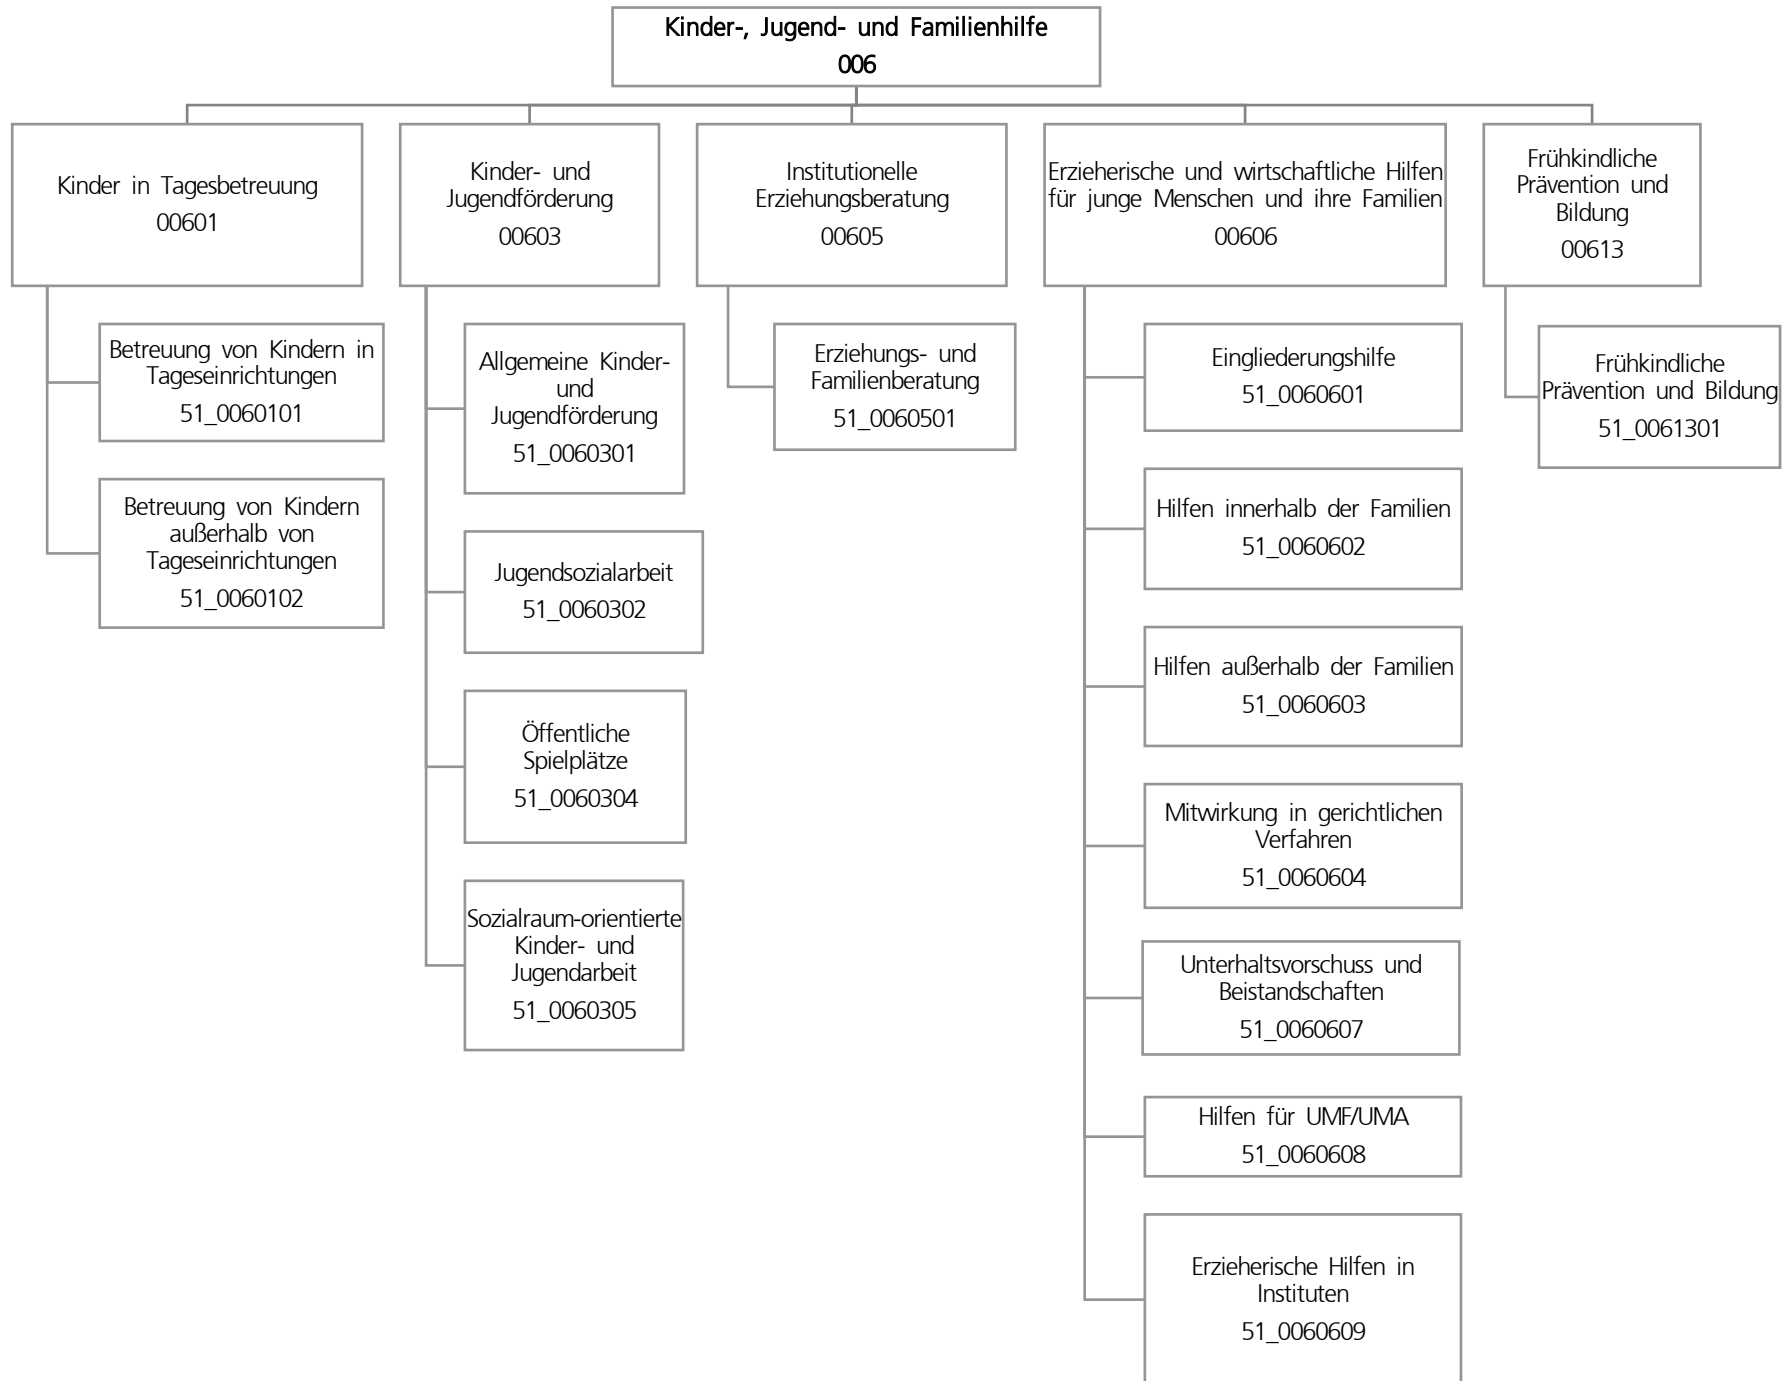 Kinder-, Jugend- und Familienhilfe
006
Kinder in Tagesbetreuung
00601
Kinder- und
Jugendförderung
00603
Institutionelle
Erziehungsberatung
00605
Erzieherische und wirtschaftliche Hilfen
für junge Menschen und ihre Familien
00606
Frühkindliche
Prävention und
Bildung
00613
Betreuung von Kindern in
Tageseinrichtungen
51_0060101
Betreuung von Kindern
außerhalb von
Tageseinrichtungen
51_0060102
Allgemeine Kinder-
und
Jugendförderung
51_0060301
Jugendsozialarbeit
51_0060302
Öffentliche
Spielplätze
51_0060304
Sozialraum-orientierte
Kinder- und
Jugendarbeit
51_0060305
Erziehungs- und
Familienberatung
51_0060501
Eingliederungshilfe
51_0060601
Hilfen innerhalb der Familien
51_0060602
Hilfen außerhalb der Familien
51_0060603
Mitwirkung in gerichtlichen
Verfahren
51_0060604
Unterhaltsvorschuss und
Beistandschaften
51_0060607
Hilfen für UMF/UMA
51_0060608
Erzieherische Hilfen in
Instituten
51_0060609
Frühkindliche
Prävention und Bildung
51_0061301